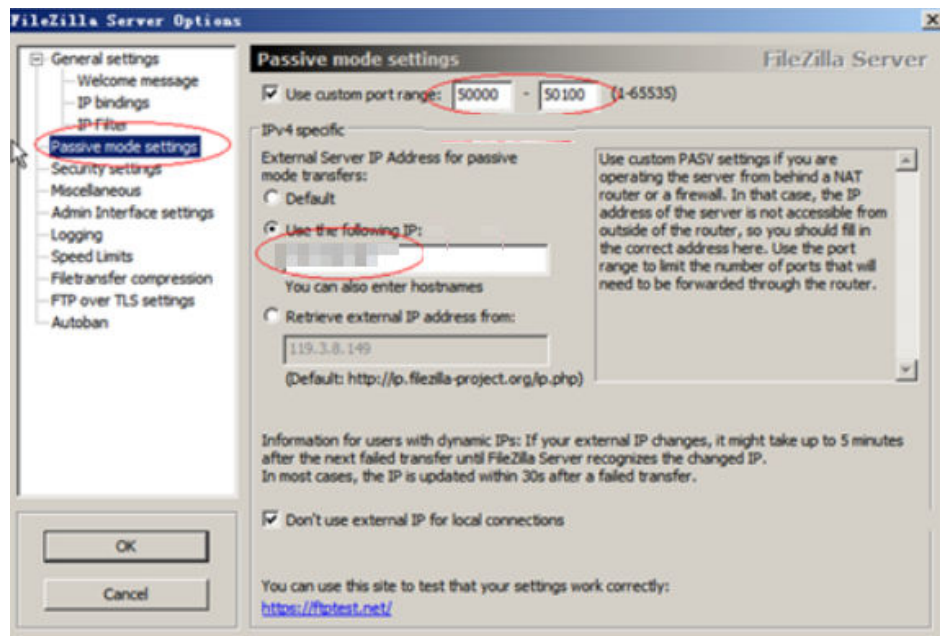 FileZilla Server Options
General settings
Welcome message
IP bindings
IP Filter
Passive mode settings
Security settings
Miscellaneous
Admin Interface settings
Logging
Speed Limits
Filetransfer compression
FTP over TLS settings
Autoban
OK
Cancel
Passive mode settings
FileZilla Server
Use custom port range: 50000 - 50100 (1-65535)
IPv4 specific
External Server IP Address for passive
mode transfers:
Default
Use the following IP:
You can also enter hostnames
Retrieve external IP address from:
119.3.8.149
(Default: http://ip.filezilla-project.org/ip.php)
Use custom PASV settings if you are
operating the server from behind a NAT
router or a firewall. In that case, the IP
address of the server is not accessible from
outside of the router, so you should fill in
the correct address here. Use the port
range to limit the number of ports that will
need to be forwarded through the router.
Information for users with dynamic IPs: If your external IP changes, it might take up to 5 minutes
after the next failed transfer until FileZilla Server recognizes the changed IP.
In most cases, the IP is updated within 30s after a failed transfer.
Don't use external IP for local connections
You can use this site to test that your settings work correctly:
https://ftptest.net/